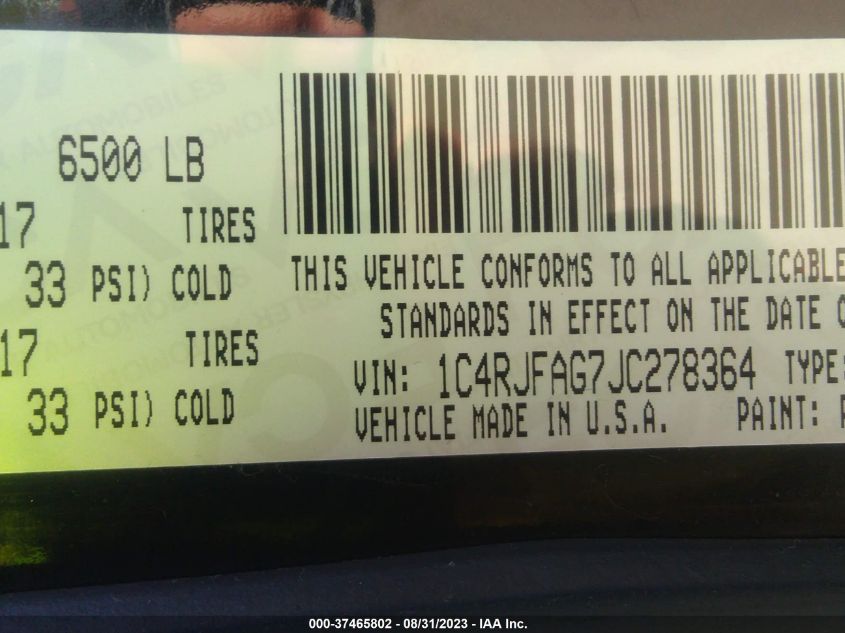 6500 LB
17 TIRES
33 PSI) COLD
17 TIRES
33 PSI) COLD
THIS VEHICLE CONFORMS TO ALL APPLICABLE
STANDARDS IN EFFECT ON THE DATE
VIN: 1C4RJFAG7JC278364 TYPE:
VEHICLE MADE IN U.S.A. PAINT:
000-37465802 - 08/31/2023 - IAA Inc.